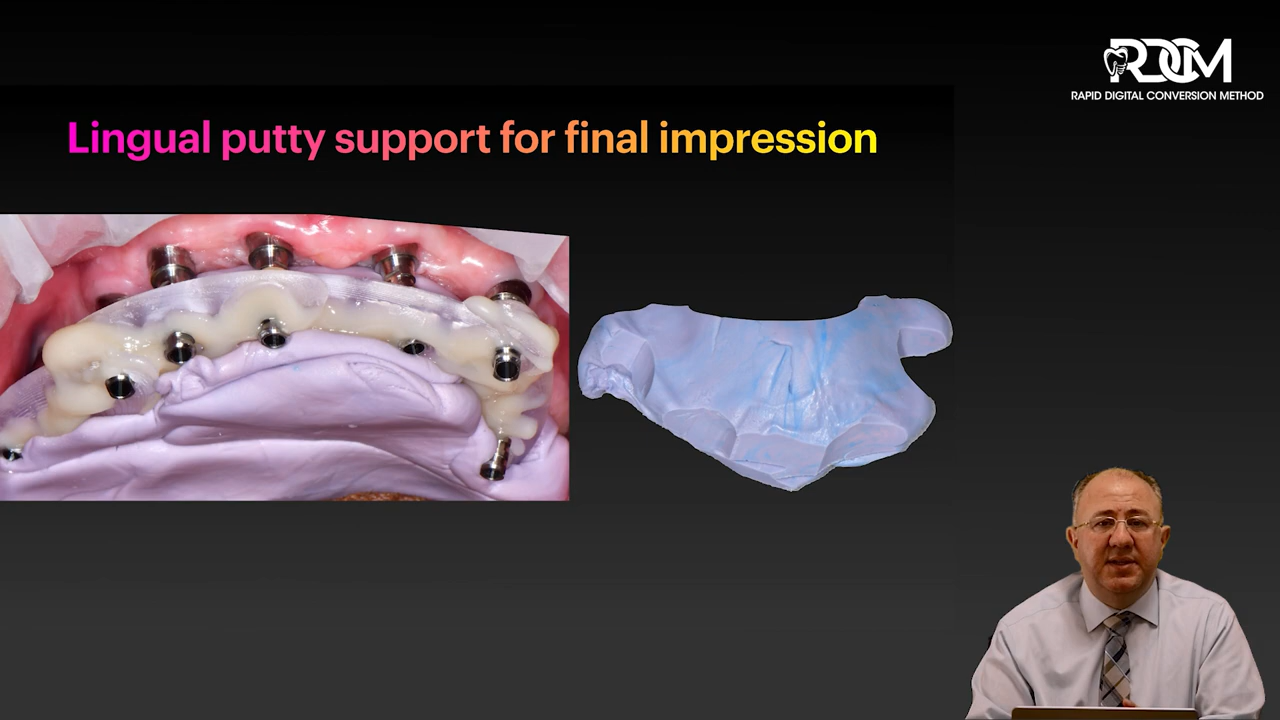 RDCM
RAPID DIGITAL CONVERSION METHOD
Lingual putty support for final impression